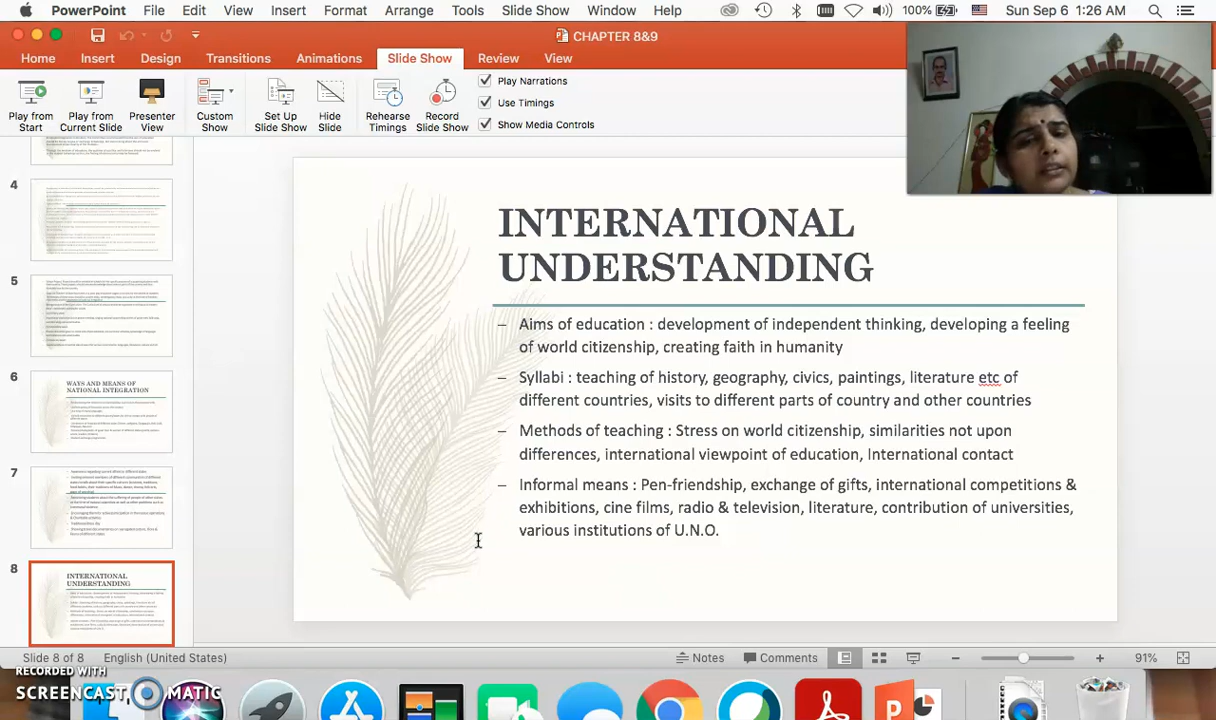 PowerPoint File Edit View Insert Format Arrange Tools Slide Show Window Help 100% Sun Sep 6 1:26 AM
CHAPTER 8&9
Home Insert Design Transitions Animations Slide Show Review View
Play from Start
Play from Current Slide
Presenter View
Custom Show
Set Up Slide Show
Hide Slide
Rehearse Timings
Record Slide Show
Play Narrations
Use Timings
Show Media Controls
4
5
6
WAYS AND MEANS OF
NATIONAL INTEGRATION
7
8
INTERNATIONAL
UNDERSTANDING
INTERNATIONAL
UNDERSTANDING
– Aims of education : development of independent thinking, developing a feeling
of world citizenship, creating faith in humanity
– Syllabi : teaching of history, geography, civics, paintings, literature etc of
different countries, visits to different parts of country and other countries
– Methods of teaching : Stress on world citizenship, similarities not upon
differences, international viewpoint of education, International contact
– Informal means : Pen-friendship, exchange of gifts, international competitions &
exhibitions, cine films, radio & television, literature, contribution of universities,
various institutions of U.N.O.
Slide 8 of 8 English (United States) Notes Comments 91%
RECORDED WITH
SCREENCAST MATIC